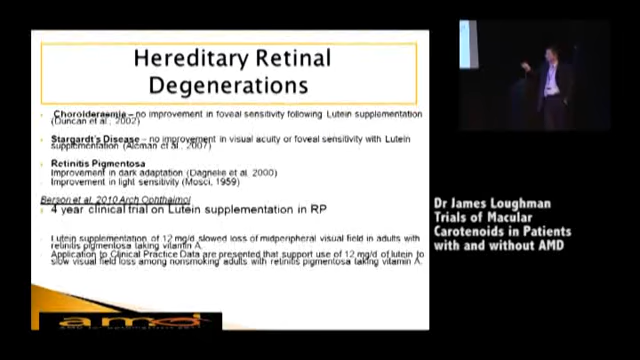 Hereditary Retinal
Degenerations
Choroideraemie – no improvement in foveal sensitivity following Lutein supplementation
(Duncan et al., 2002)
Stargardt's Disease – no improvement in visual acuity or foveal sensitivity with Lutein
supplementation (Aleman et al., 2007)
Retinitis Pigmentosa
Improvement in dark adaptation (Dagnelie et al. 2000)
Improvement in light sensitivity (Mosci, 1959)
Berson et al. 2010 Arch Ophthalmol
4 year clinical trial on Lutein supplementation in RP
Lutein supplementation of 12 mg/d slowed loss of midperipheral visual field in adults with
retinitis pigmentosa taking vitamin A.
Application to Clinical Practice Data are presented that support use of 12 mg/d of lutein to
slow visual field loss among nonsmoking adults with retinitis pigmentosa taking vitamin A.
amd
Dr James Loughman
Trials of Macular
Carotenoids in Patients
with and without AMD